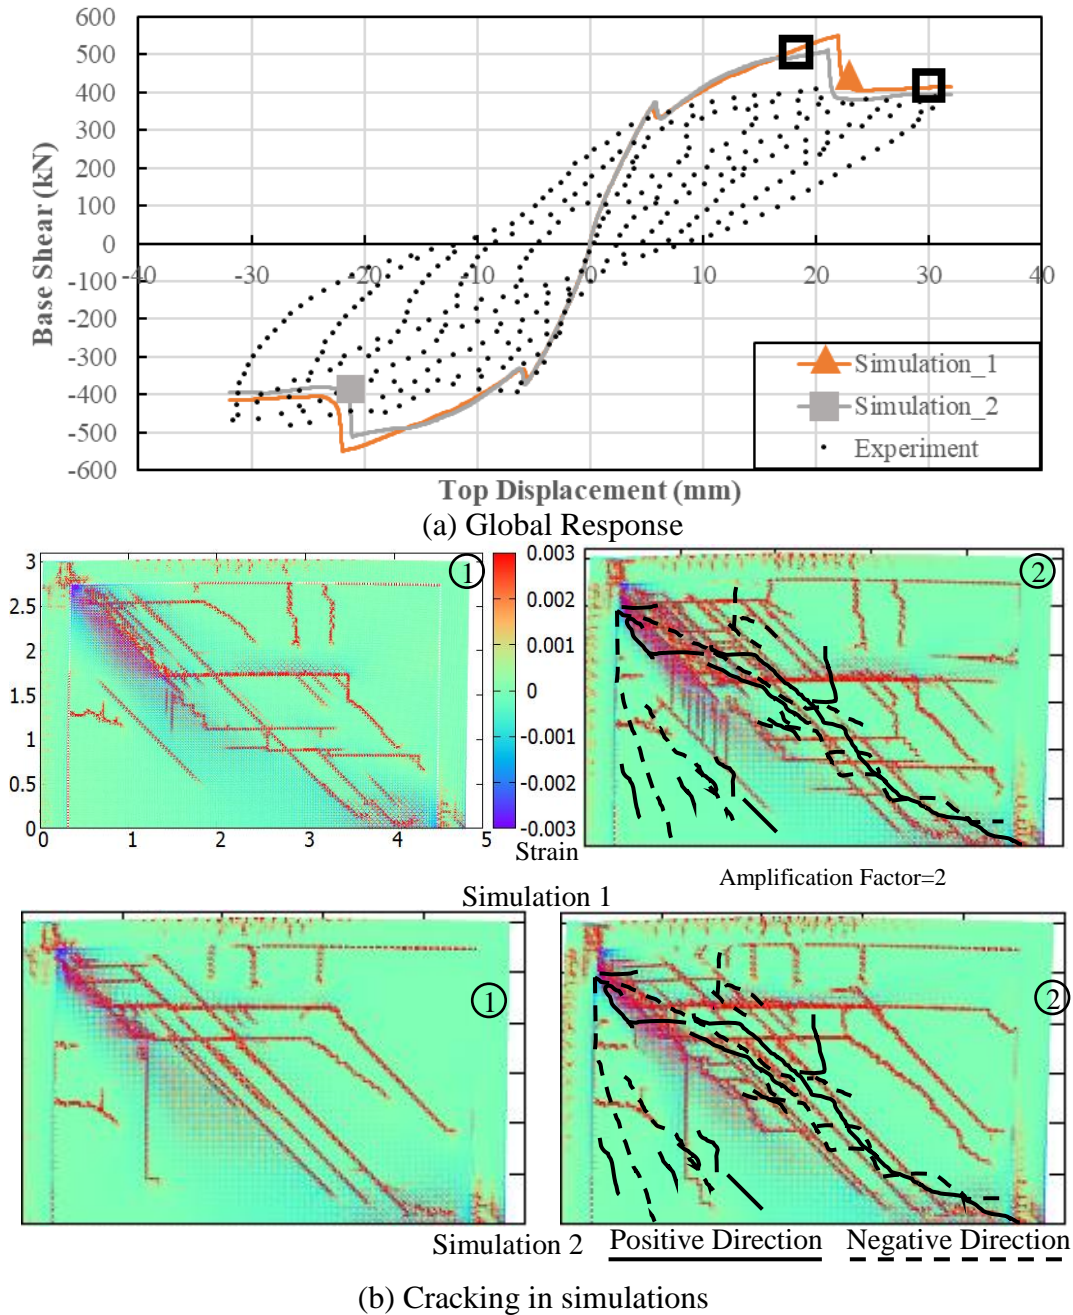 600
500
400
300
200
100
0
-100
-200
-300
-400
-500
-600
-40 -30 -20 -10 0 10 20 30 40
Base Shear (kN)
Top Displacement (mm)
Simulation_1
Simulation_2
Experiment
(a) Global Response
3
2.5
2
1.5
1
0.5
0
0 1 2 3 4 5
1
0.003
0.002
0.001
0
-0.001
-0.002
-0.003
Strain
2
Simulation 1
Amplification Factor=2
1
2
Simulation 2
Positive Direction
Negative Direction
(b) Cracking in simulations